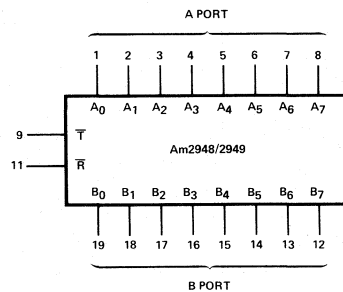 A PORT
1 2 3 4 5 6 7 8
A0 A1 A2 A3 A4 A5 A6 A7
9 T̅
Am2948/2949
11 R̅
B0 B1 B2 B3 B4 B5 B6 B7
19 18 17 16 15 14 13 12
B PORT